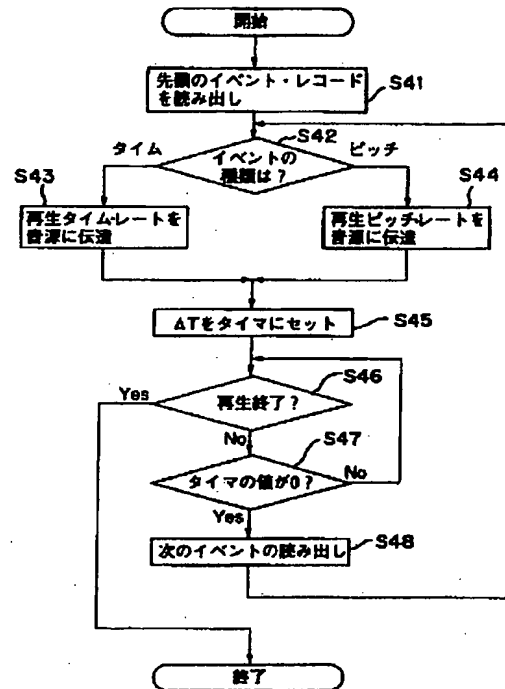 開始
先頭のイベント・レコード
を読み出し
S41
S42
タイム
イベントの
種類は?
ピッチ
S43
S44
再生タイムレートを
音源に伝達
再生ピッチレートを
音源に伝達
ΔTをタイマにセット
S45
S46
Yes
再生終了?
No
S47
タイマの値が0?
No
Yes
次のイベントの読み出し
S48
終了